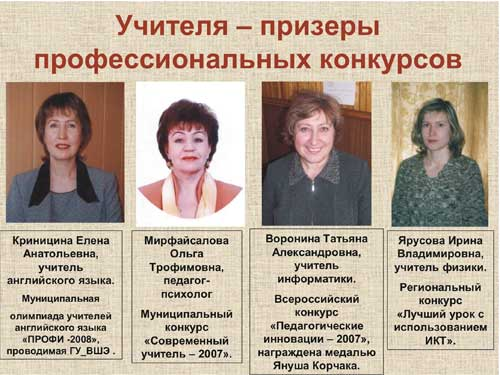 Учителя – призеры
профессиональных конкурсов
Криницина Елена
Анатольевна,
учитель
английского языка.
Муниципальная
олимпиада учителей
английского языка
«ПРОФИ -2008»,
проводимая ГУ_ВШЭ .
Мирфайсалова
Ольга
Трофимовна,
педагог-
психолог
Муниципальный
конкурс
«Современный
учитель – 2007».
Воронина Татьяна
Александровна,
учитель
информатики.
Всероссийский
конкурс
«Педагогические
инновации – 2007»,
награждена медалью
Януша Корчака.
Ярусова Ирина
Владимировна,
учитель физики.
Региональный
конкурс
«Лучший урок с
использованием
ИКТ».